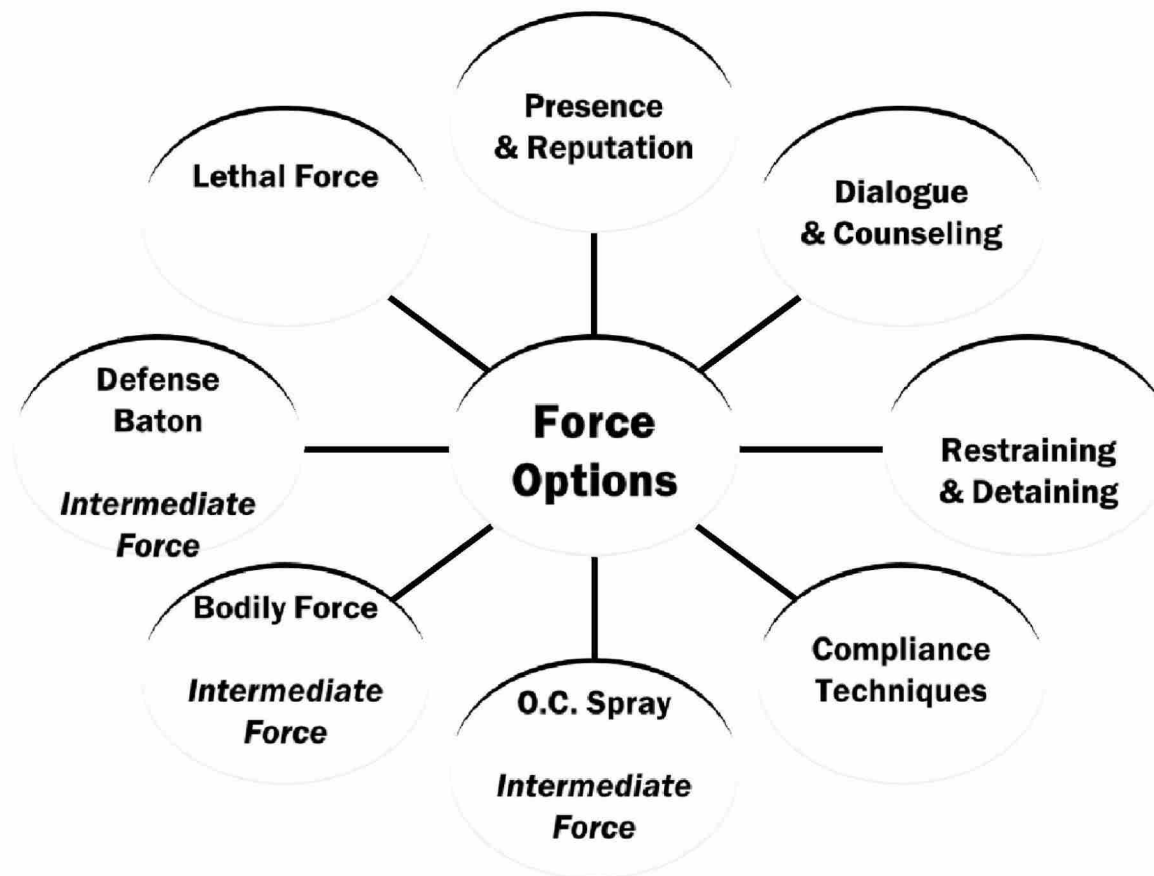 Presence
& Reputation
Dialogue
& Counseling
Restraining
& Detaining
Compliance
Techniques
O.C. Spray
Intermediate
Force
Bodily Force
Intermediate
Force
Defense
Baton
Intermediate
Force
Lethal Force
Force
Options